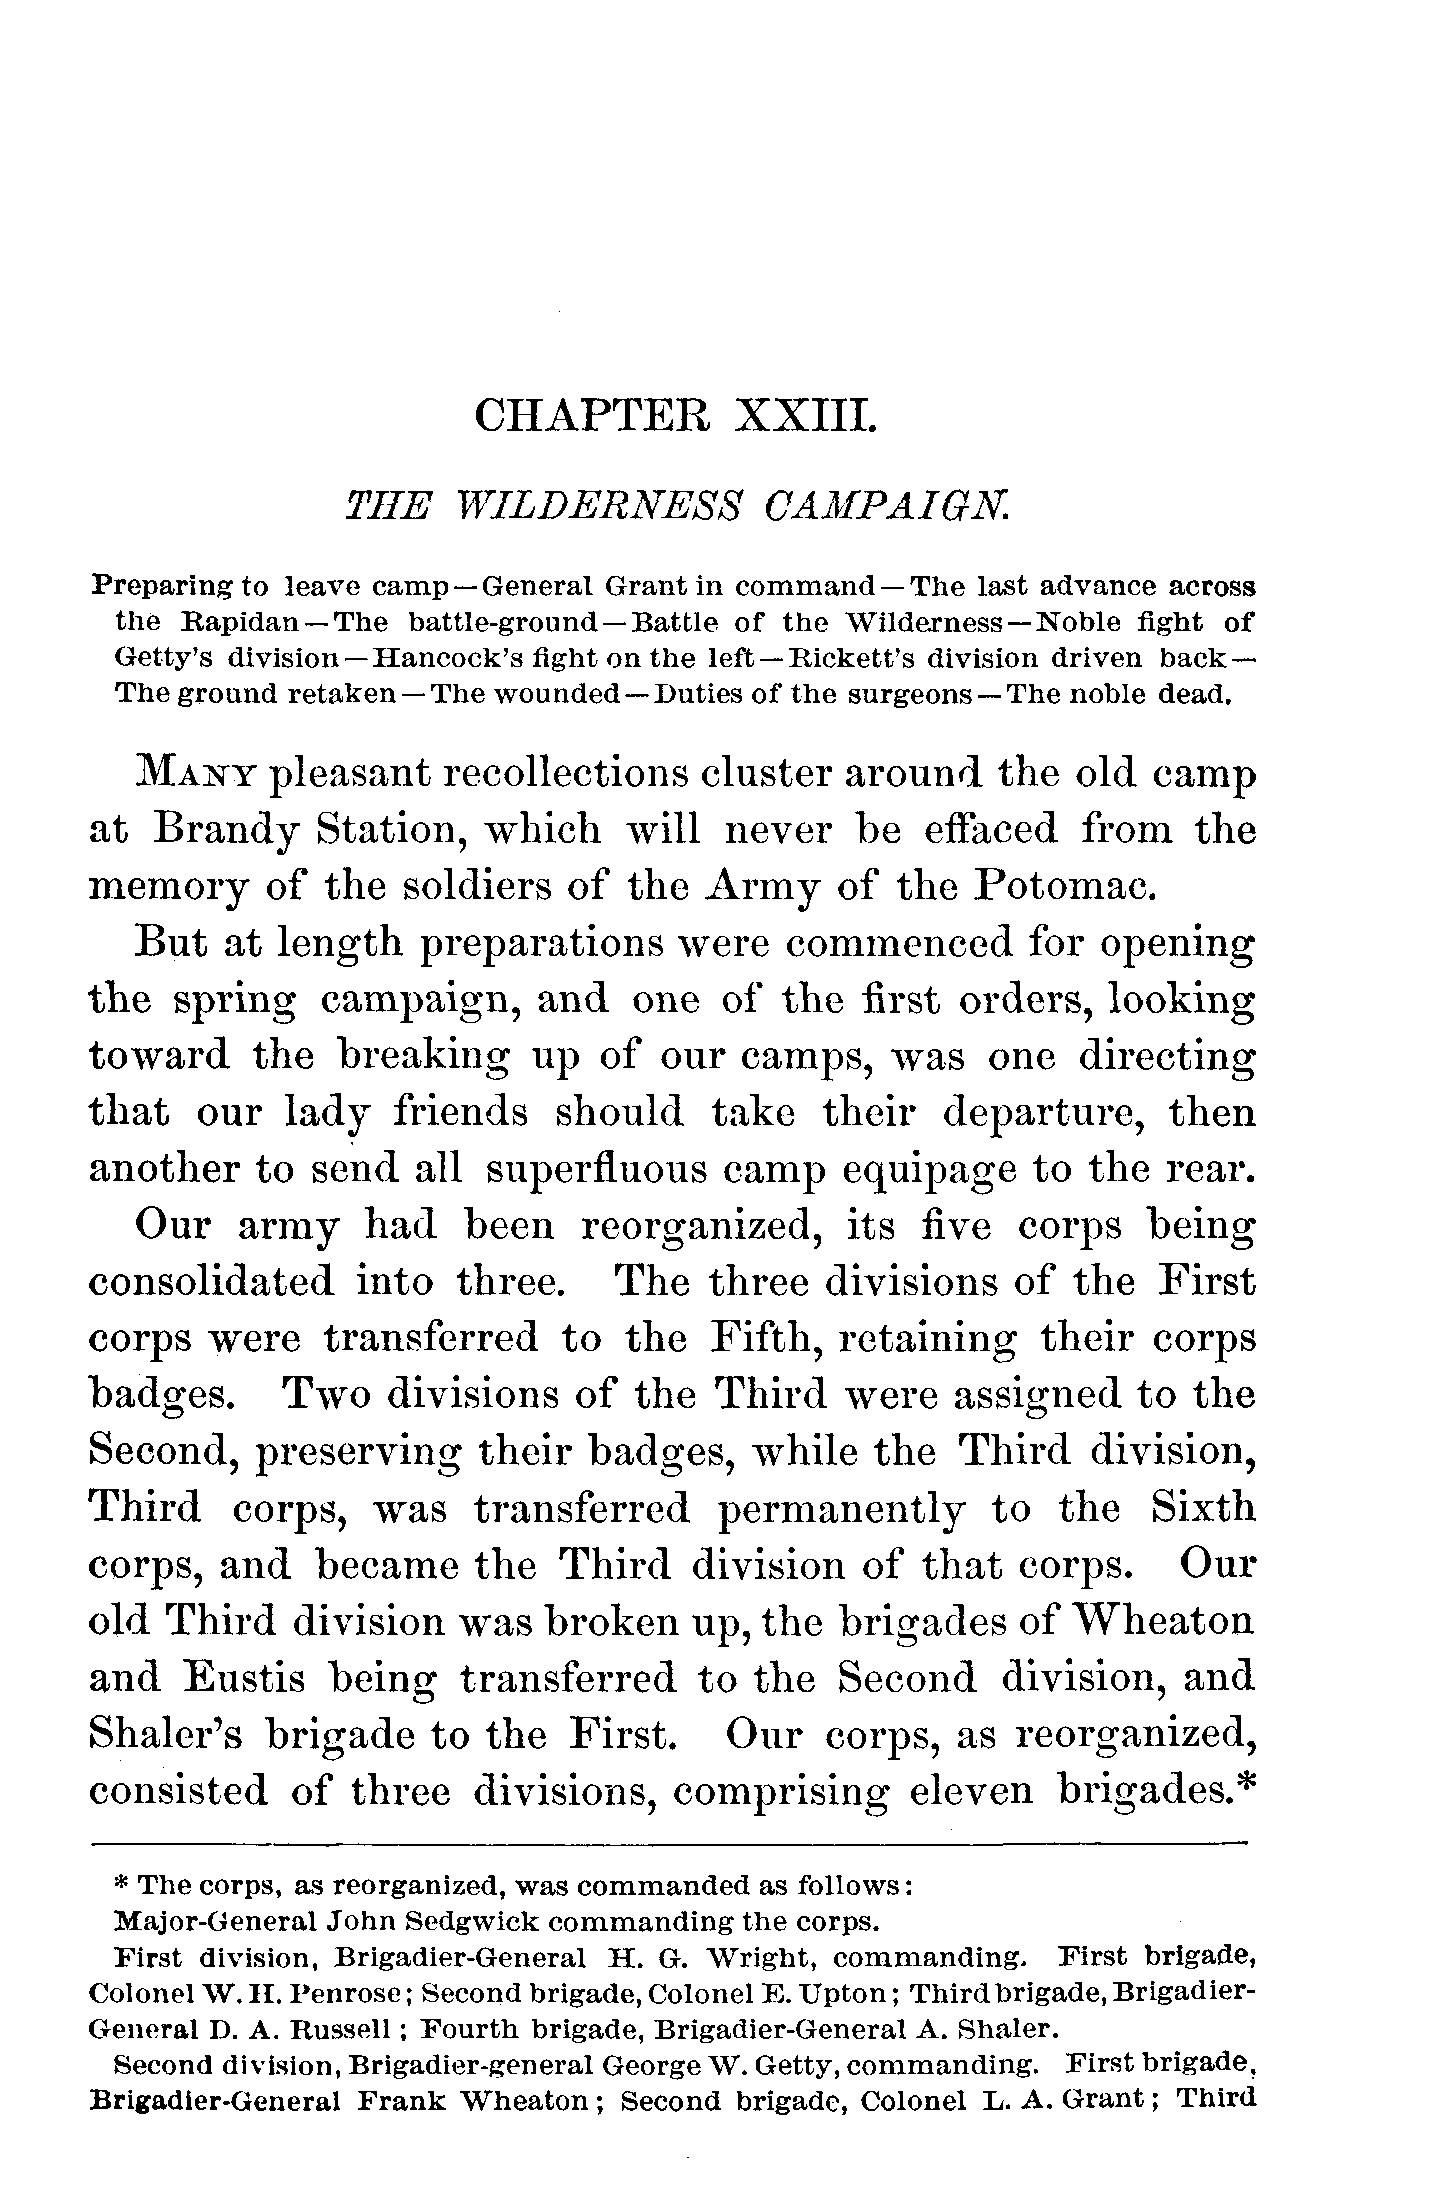 CHAPTER XXIII.
THE WILDERNESS CAMPAIGN.
Preparing to leave camp—General Grant in command—The last advance across
the Rapidan—The battle-ground—Battle of the Wilderness—Noble fight of
Getty's division—Hancock's fight on the left—Rickett's division driven back—
The ground retaken—The wounded—Duties of the surgeons—The noble dead.
MANY pleasant recollections cluster around the old camp
at Brandy Station, which will never be effaced from the
memory of the soldiers of the Army of the Potomac.
But at length preparations were commenced for opening
the spring campaign, and one of the first orders, looking
toward the breaking up of our camps, was one directing
that our lady friends should take their departure, then
another to send all superfluous camp equipage to the rear.
Our army had been reorganized, its five corps being
consolidated into three. The three divisions of the First
corps were transferred to the Fifth, retaining their corps
badges. Two divisions of the Third were assigned to the
Second, preserving their badges, while the Third division,
Third corps, was transferred permanently to the Sixth
corps, and became the Third division of that corps. Our
old Third division was broken up, the brigades of Wheaton
and Eustis being transferred to the Second division, and
Shaler's brigade to the First. Our corps, as reorganized,
consisted of three divisions, comprising eleven brigades.*
* The corps, as reorganized, was commanded as follows:
Major-General John Sedgwick commanding the corps.
First division, Brigadier-General H. G. Wright, commanding. First brigade,
Colonel W. H. Penrose; Second brigade, Colonel E. Upton; Third brigade, Brigadier-
General D. A. Russell; Fourth brigade, Brigadier-General A. Shaler.
Second division, Brigadier-general George W. Getty, commanding. First brigade,
Brigadier-General Frank Wheaton; Second brigade, Colonel L. A. Grant; Third